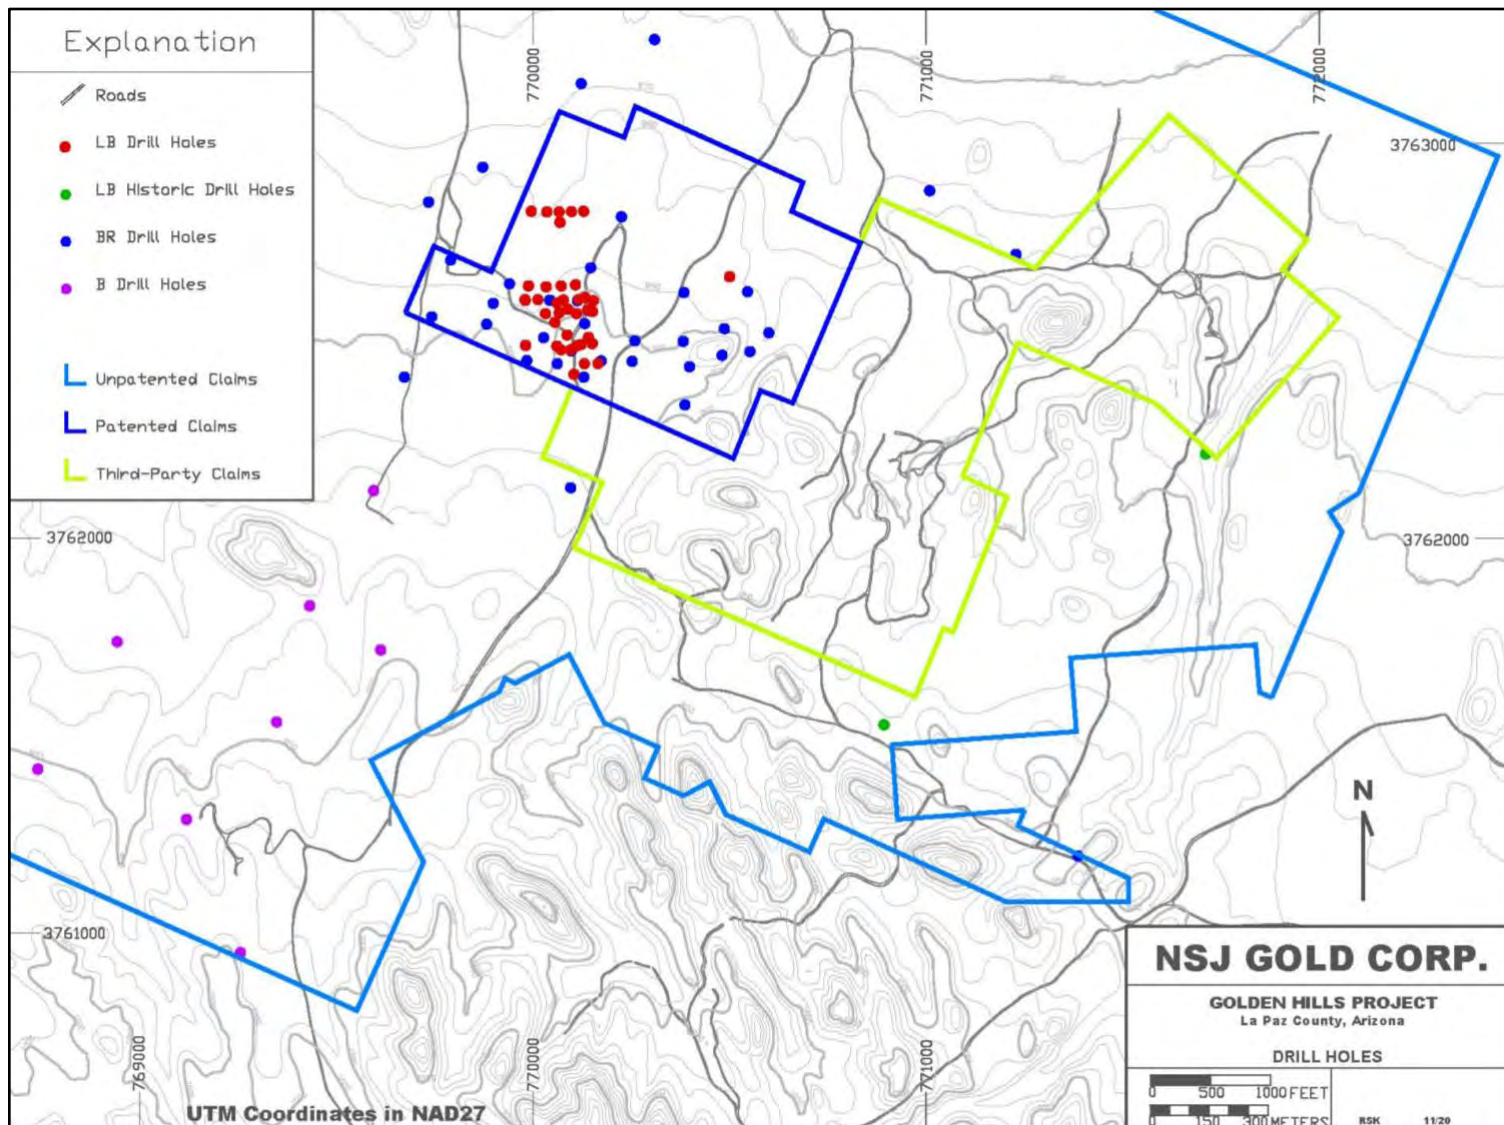 Explanation
Roads
LB Drill Holes
LB Historic Drill Holes
BR Drill Holes
B Drill Holes
Unpatented Claims
Patented Claims
Third-Party Claims
770000
771000
772000
3763000
3762000
3762000
3761000
769000
770000
771000
UTM Coordinates in NAD27
N
NSJ GOLD CORP.
GOLDEN HILLS PROJECT
La Paz County, Arizona
DRILL HOLES
0 500 1000 FEET
0 150 300 METERS
RSK 11/20